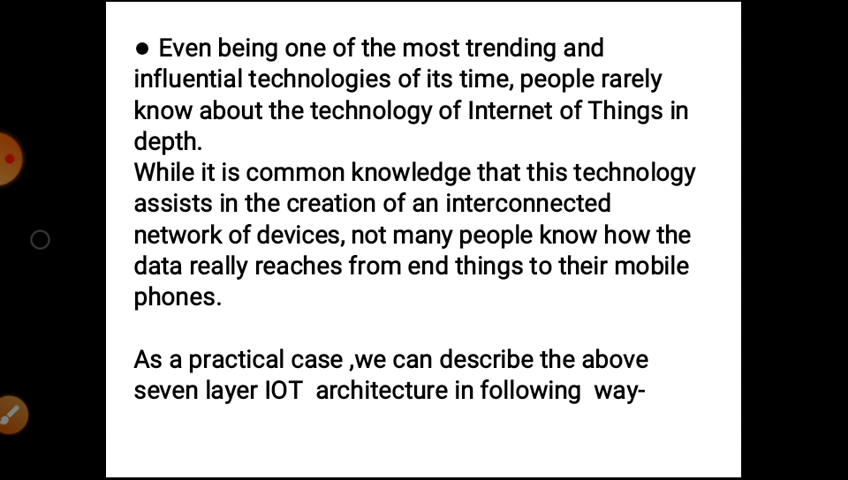 ● Even being one of the most trending and
influential technologies of its time, people rarely
know about the technology of Internet of Things in
depth.
While it is common knowledge that this technology
assists in the creation of an interconnected
network of devices, not many people know how the
data really reaches from end things to their mobile
phones.
As a practical case ,we can describe the above
seven layer IOT  architecture in following  way-